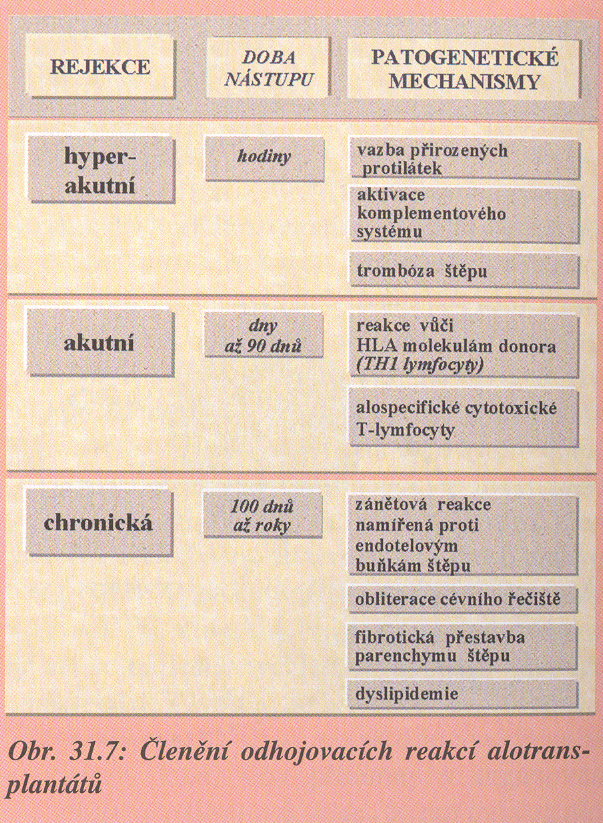 REJEKCE
DOBA
NÁSTUPU
PATOGENETICKÉ
MECHANISMY
hyper-
akutní
hodiny
vazba přirozených
protilátek
aktivace
komplementového
systému
trombóza štěpu
akutní
dny
až 90 dnů
reakce vůči
HLA molekulám donora
(TH1 lymfocyty)
alospecifické cytotoxické
T-lymfocyty
chronická
100 dnů
až roky
zánětová reakce
namířená proti
endotelovým
buňkám štěpu
obliterace cévního řečiště
fibrotická přestavba
parenchymu štěpu
dyslipidemie
Obr. 31.7: Členění odhojovacích reakcí alotrans-
plantátů